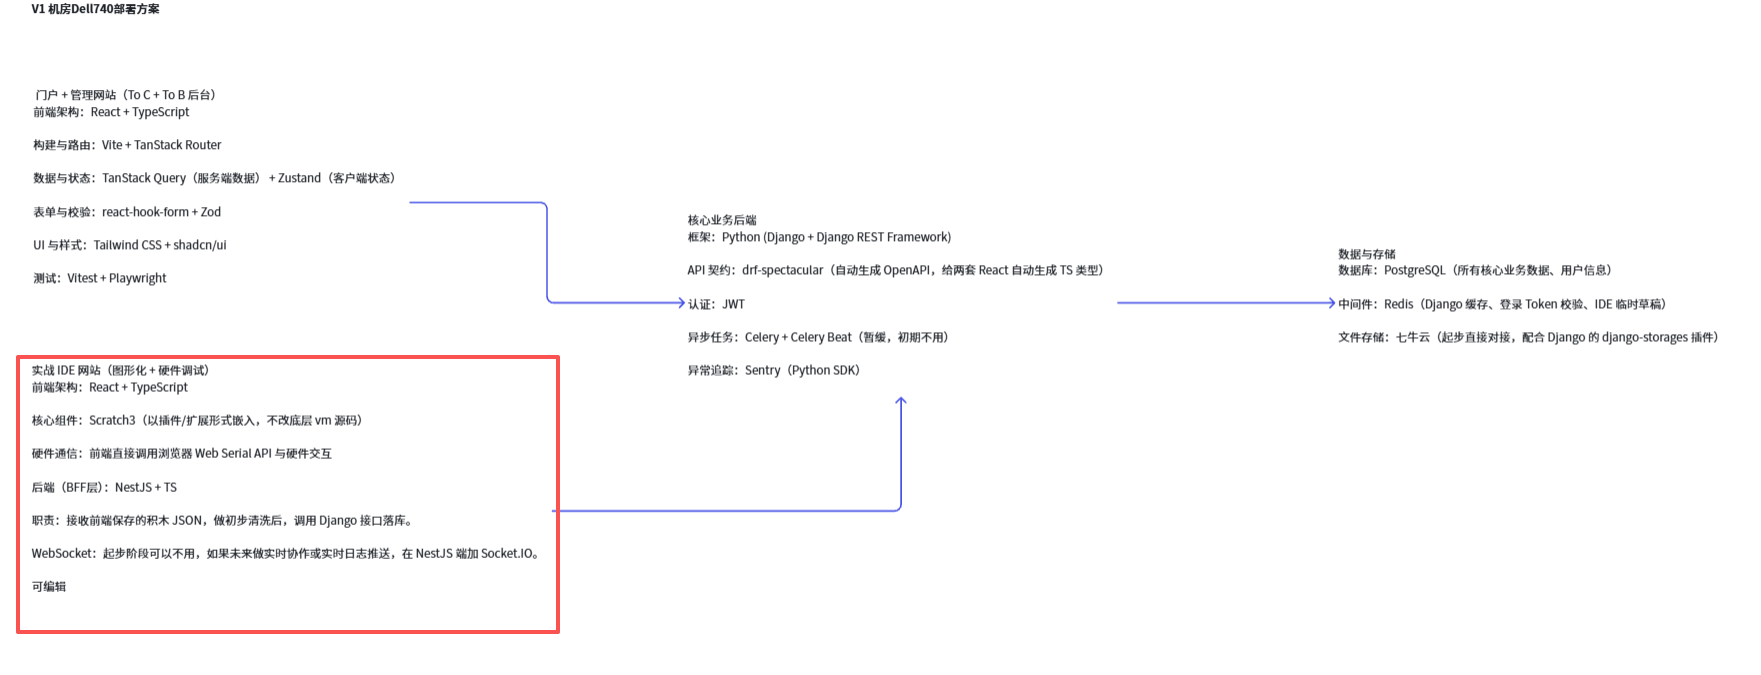 V1 机房Dell740部署方案
门户 + 管理网站（To C + To B 后台）
前端架构：React + TypeScript
构建与路由：Vite + TanStack Router
数据与状态：TanStack Query（服务端数据） + Zustand（客户端状态）
表单与校验：react-hook-form + Zod
UI 与样式：Tailwind CSS + shadcn/ui
测试：Vitest + Playwright
实战 IDE 网站（图形化 + 硬件调试）
前端架构：React + TypeScript
核心组件：Scratch3（以插件/扩展形式嵌入，不改底层 vm 源码）
硬件通信：前端直接调用浏览器 Web Serial API 与硬件交互
后端（BFF层）：NestJS + TS
职责：接收前端保存的积木 JSON，做初步清洗后，调用 Django 接口落库。
WebSocket：起步阶段可以不用，如果未来做实时协作或实时日志推送，在 NestJS 端加 Socket.IO。
可编辑
核心业务后端
框架：Python (Django + Django REST Framework)
API 契约：drf-spectacular（自动生成 OpenAPI，给两套 React 自动生成 TS 类型）
认证：JWT
异步任务：Celery + Celery Beat（暂缓，初期不用）
异常追踪：Sentry（Python SDK）
数据与存储
数据库：PostgreSQL（所有核心业务数据、用户信息）
中间件：Redis（Django 缓存、登录 Token 校验、IDE 临时草稿）
文件存储：七牛云（起步直接对接，配合 Django 的 django-storages 插件）